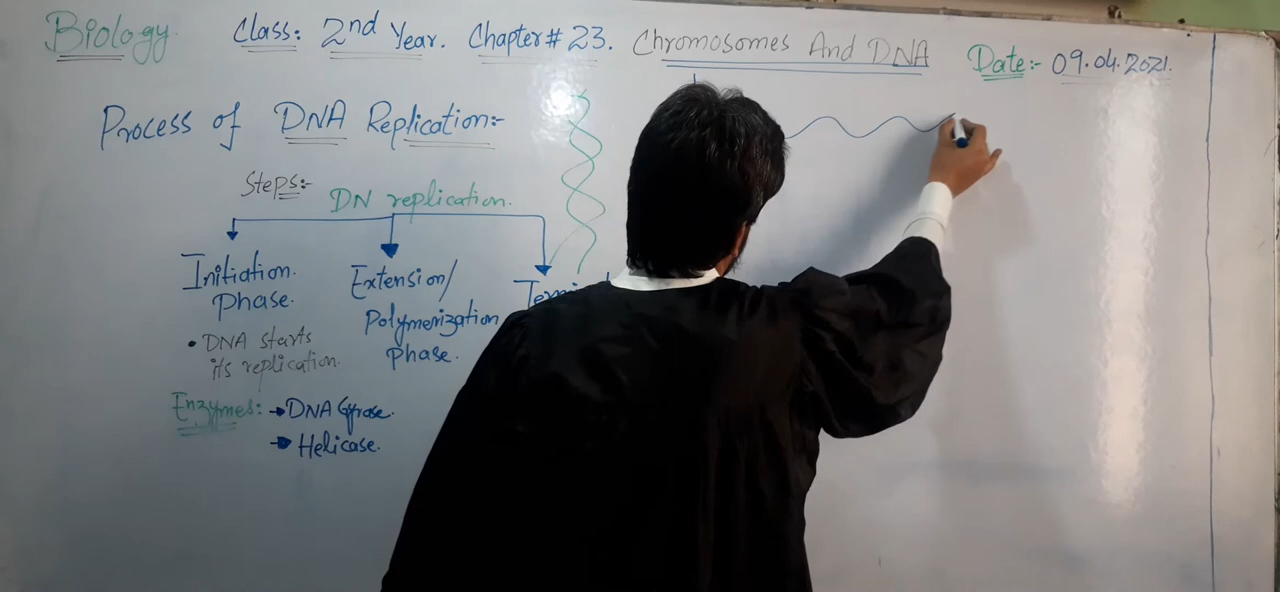 Biology.
Class: 2nd Year. Chapter# 23. Chromosomes And DNA
Date:- 09.04.2021.
Process of DNA Replication:-
Steps:-
DN replication.
Initiation Phase.
Extension/
Polymerization
Phase.
• DNA starts
its replication.
Enzymes: → DNA Gyrase.
→ Helicase.